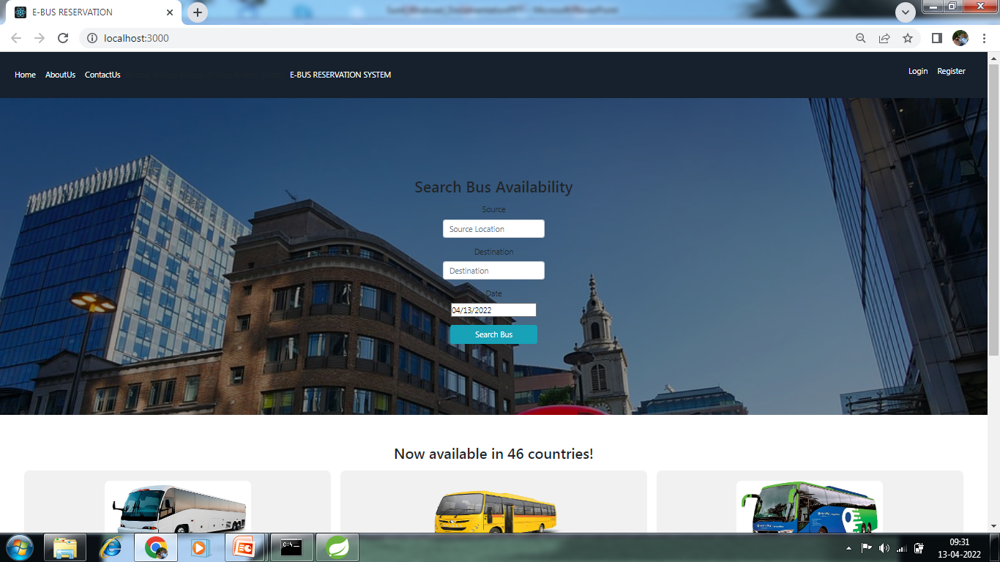 E-BUS RESERVATION
localhost:3000
Home AboutUs ContactUs E-BUS RESERVATION SYSTEM Login Register
Search Bus Availability
Source
Source Location
Destination
Destination
Date
04/13/2022
Search Bus
Now available in 46 countries!
C:\
09:31
13-04-2022